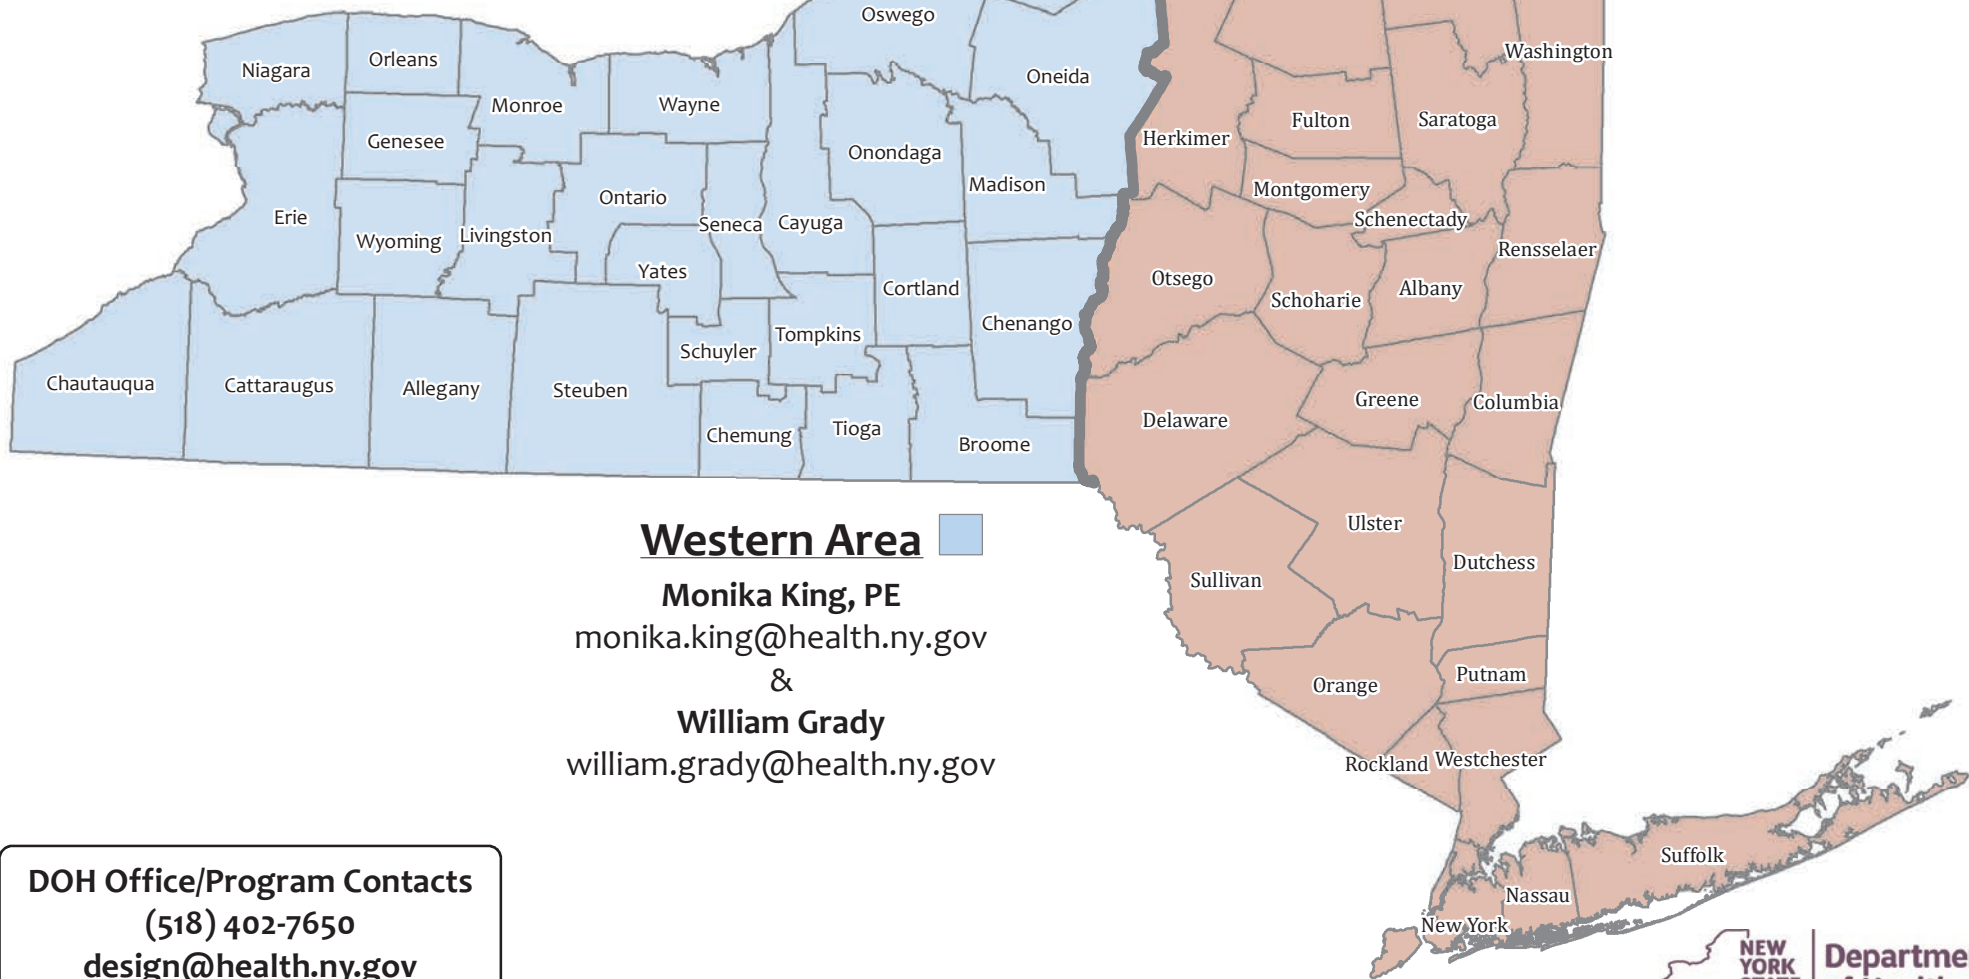 Oswego
Washington
Orleans
Niagara
Oneida
Monroe
Wayne
Fulton
Saratoga
Genesee
Herkimer
Onondaga
Madison
Montgomery
Ontario
Erie
Seneca
Cayuga
Schenectady
Wyoming
Livingston
Rensselaer
Yates
Otsego
Cortland
Albany
Schoharie
Chenango
Tompkins
Schuyler
Chautauqua
Cattaraugus
Allegany
Steuben
Greene
Columbia
Delaware
Chemung
Tioga
Broome
Ulster
Western Area
Dutchess
Sullivan
Monika King, PE
monika.king@health.ny.gov
&
William Grady
william.grady@health.ny.gov
Putnam
Orange
Rockland
Westchester
Suffolk
Nassau
New York
DOH Office/Program Contacts
(518) 402-7650
design@health.ny.gov
NEW
YORK